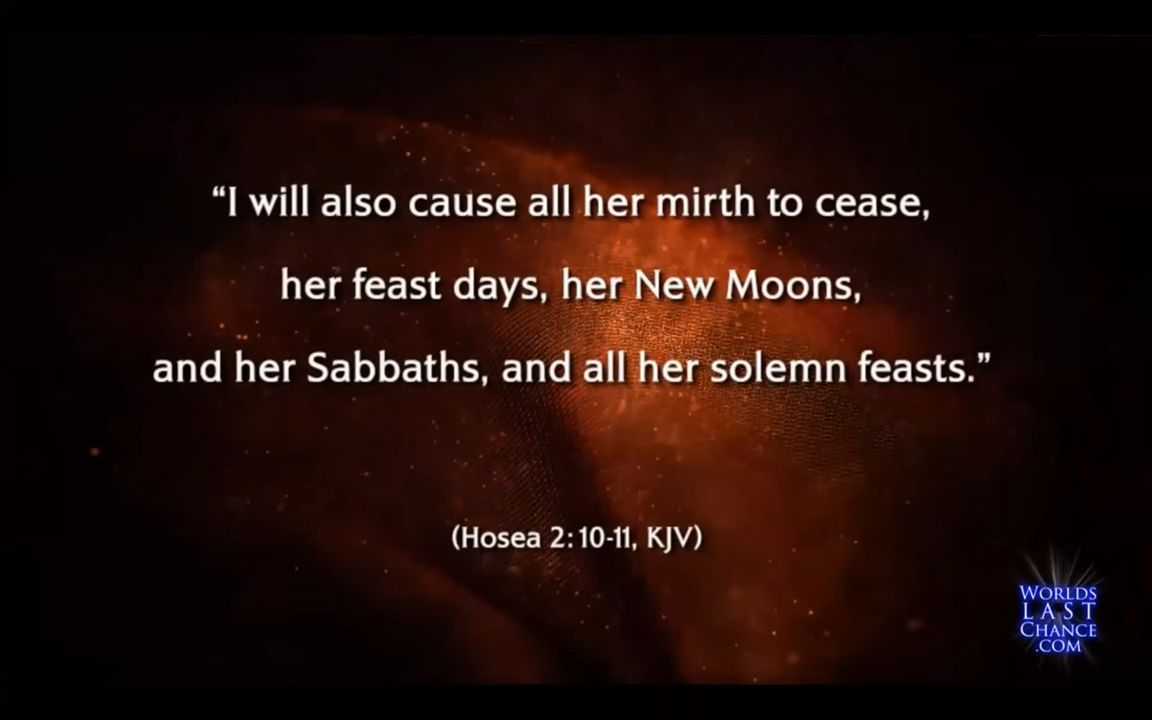 “I will also cause all her mirth to cease,
her feast days, her New Moons,
and her Sabbaths, and all her solemn feasts.”
(Hosea 2:10-11, KJV)
WORLDS
LAST
CHANCE
.COM